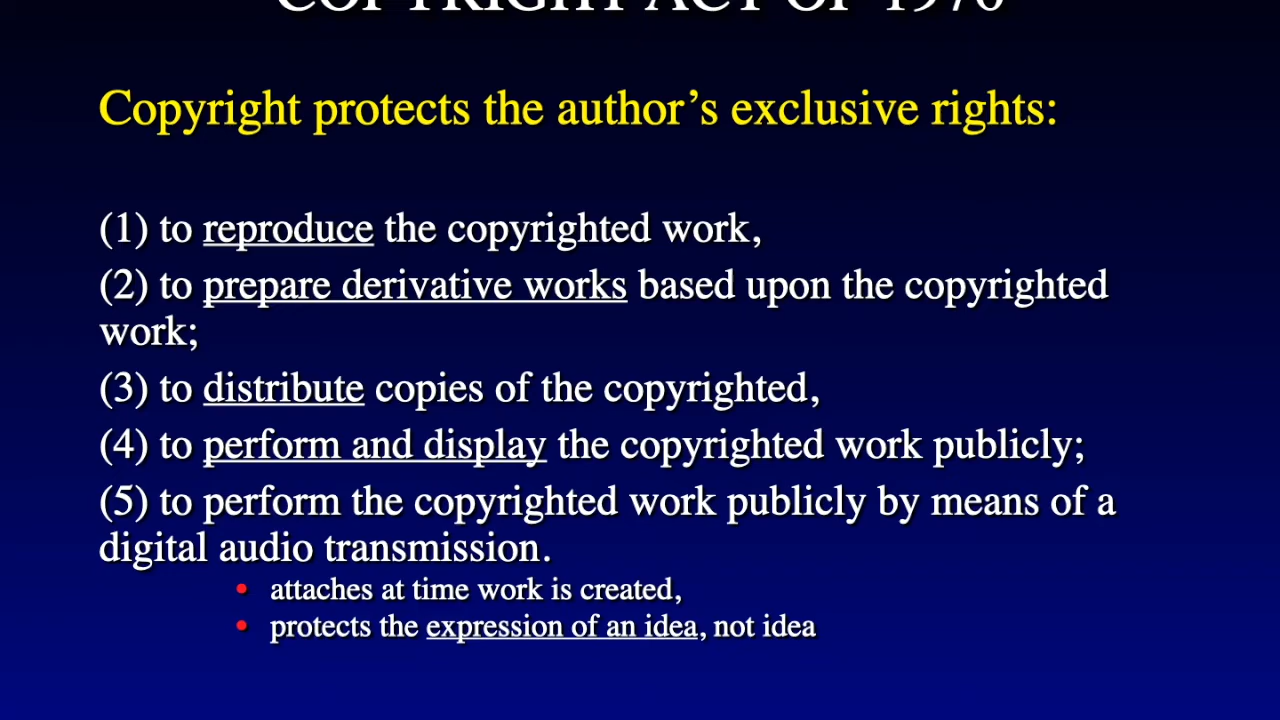 COPYRIGHT ACT OF 1976
Copyright protects the author’s exclusive rights:
(1) to reproduce the copyrighted work,
(2) to prepare derivative works based upon the copyrighted
work;
(3) to distribute copies of the copyrighted,
(4) to perform and display the copyrighted work publicly;
(5) to perform the copyrighted work publicly by means of a
digital audio transmission.
• attaches at time work is created,
• protects the expression of an idea, not idea